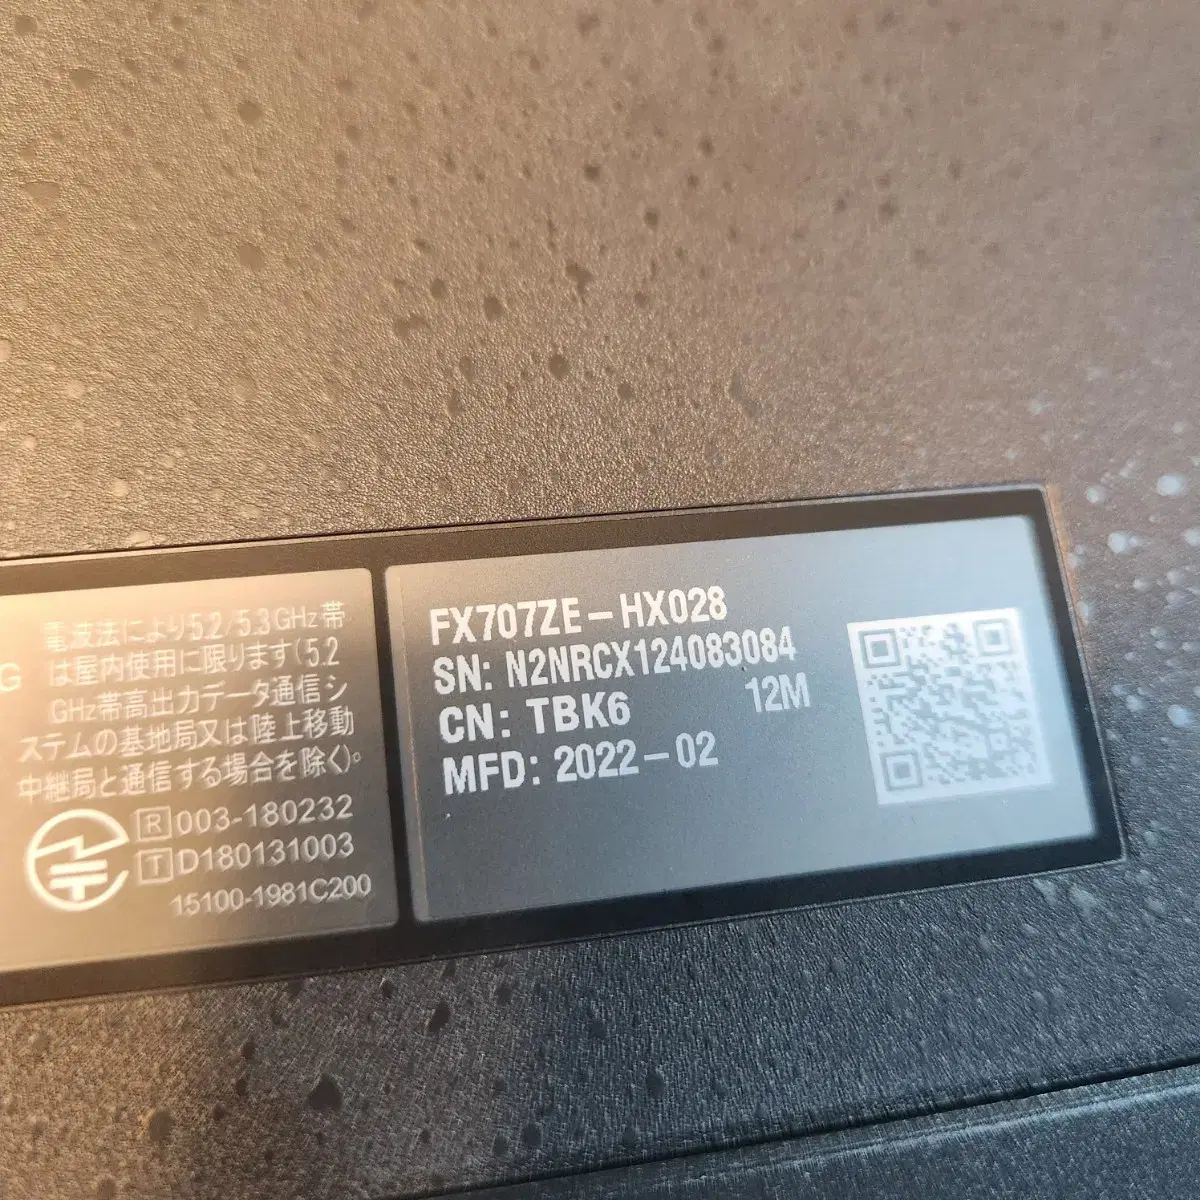 電波法により5.2/5.3GHz帯
は屋内使用に限ります(5.2
GHz帯高出力データ通信シ
ステムの基地局又は陸上移動
中継局と通信する場合を除く)。
R 003-180232
T D180131003
15100-1981C200
G
FX707ZE-HX028
SN: N2NRCX124083084
CN: TBK6 12M
MFD: 2022-02